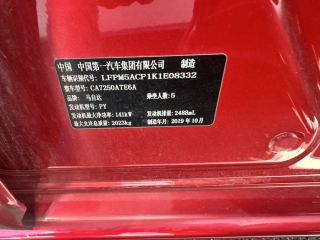 中国 中国第一汽车集团有限公司 制造
车辆识别代号: LFPM5ACP1K1E08332
整车型号: CA7250ATE6A
品牌: 马自达 乘坐人数: 5
发动机型号: PY
发动机最大净功率: 141kW 发动机排量: 2488mL
最大允许总质量: 2023kg 制造年月: 2019年10月